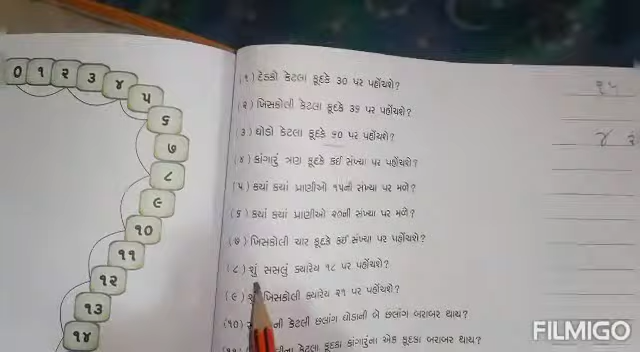 ૦ ૧ ૨ ૩ ૪ ૫ ૬ ૭ ૮ ૯ ૧૦ ૧૧ ૧૨ ૧૩ ૧૪
(૧) દેડકો કેટલા કૂદકે ૩૦ પર પહોંચશે?
(૨) ખિસકોલી કેટલા કૂદકે ૩૬ પર પહોંચશે?
(૩) ઘોડો કેટલા કૂદકે ૬૦ પર પહોંચશે?
(૪) કાંગારું ત્રણ કૂદકે કઈ સંખ્યા પર પહોંચશે?
(૫) કયાં કયાં પ્રાણીઓ ૧૫ની સંખ્યા પર મળે?
(૬) કયાં કયાં પ્રાણીઓ ૨૦ની સંખ્યા પર મળે?
(૭) ખિસકોલી ચાર કૂદકે કઈ સંખ્યા પર પહોંચશે?
(૮) શું સસલું ક્યારેય ૧૮ પર પહોંચશે?
(૯) ખિસકોલી ક્યારેય ૨૧ પર પહોંચશે?
(૧૦) કેટલી છલાંગ ઘોડાની બે છલાંગ બરાબર થાય?
કેટલા કૂદકા કાંગારુંના એક કૂદકા બરાબર થાય?
૧૫
૪
FILMIGO